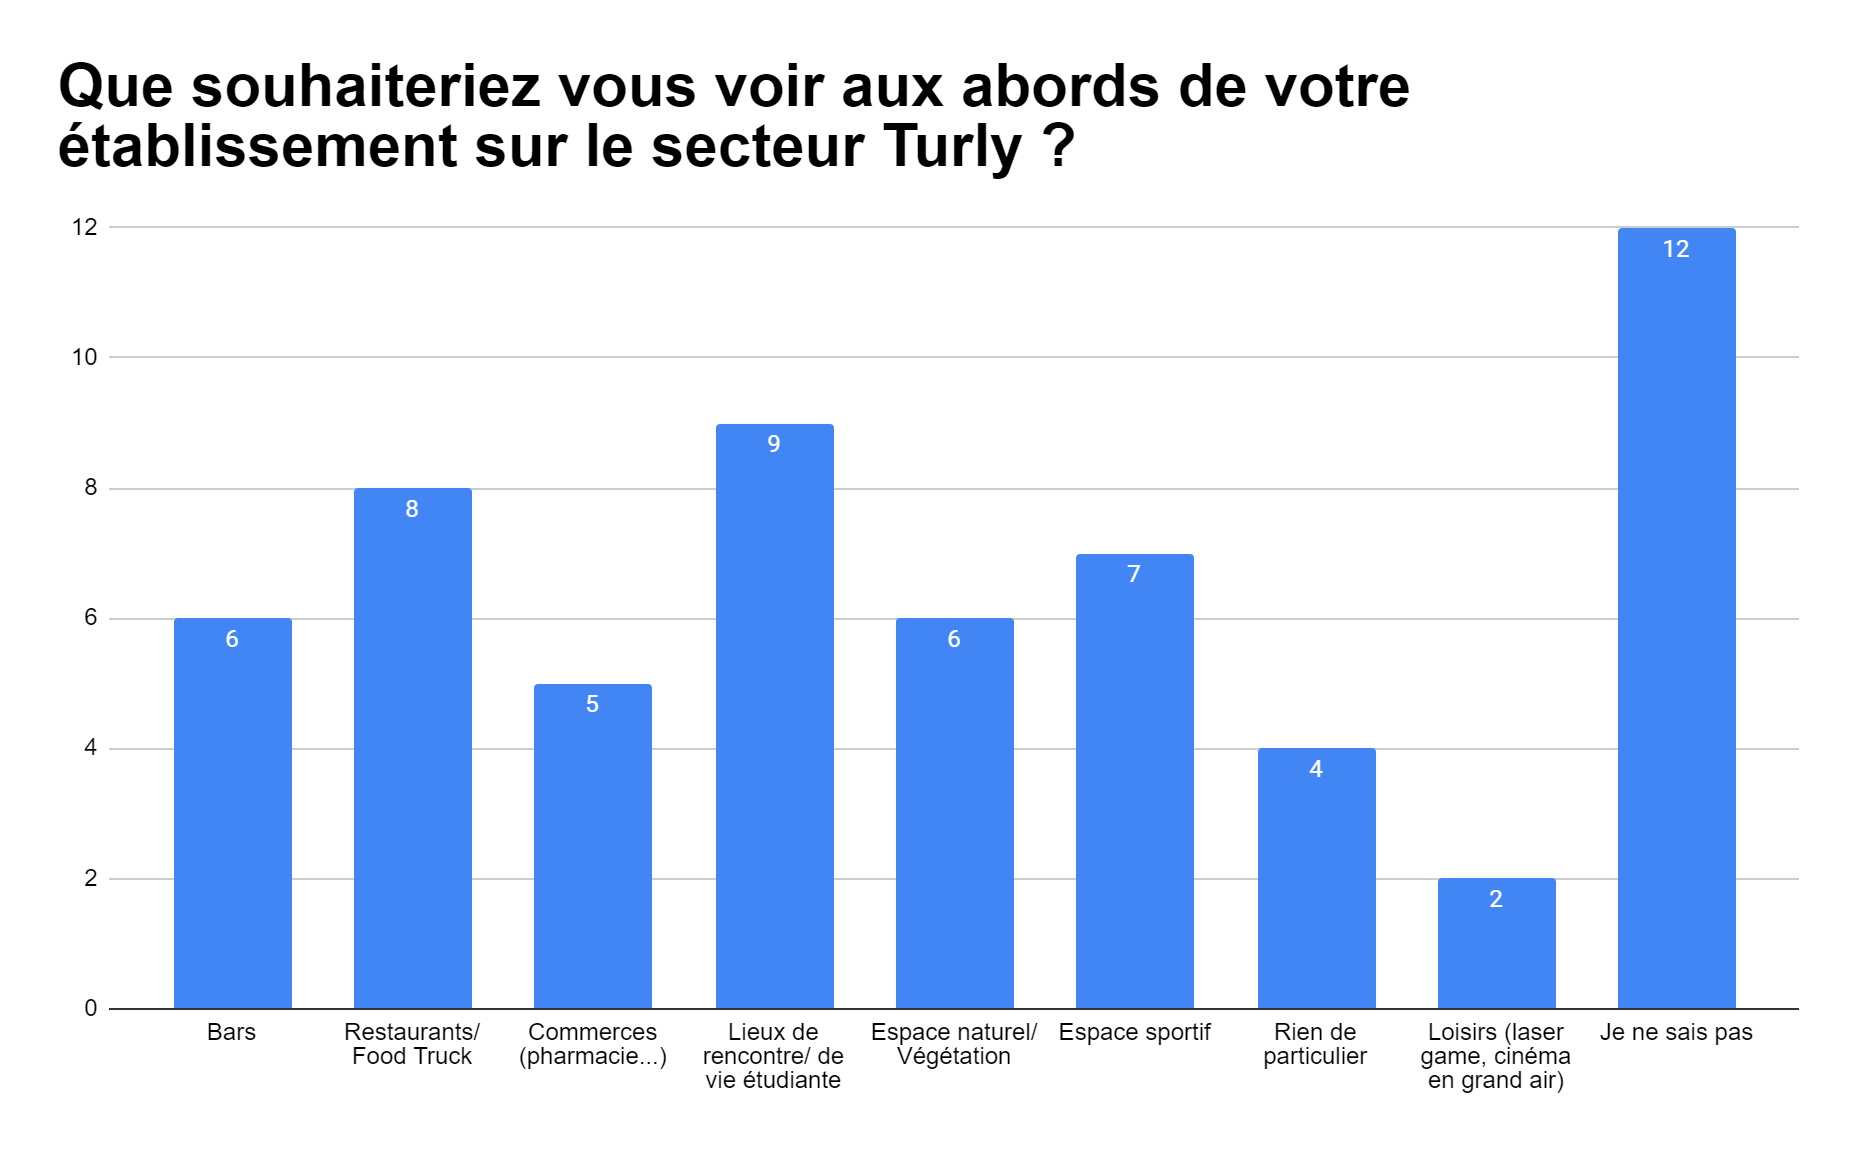 Que souhaiteriez vous voir aux abords de votre
établissement sur le secteur Turly ?
12
10
8
6
4
2
0
6
8
5
9
6
7
4
2
12
Bars
Restaurants/
Food Truck
Commerces
(pharmacie...)
Lieux de
rencontre/ de
vie étudiante
Espace naturel/
Végétation
Espace sportif
Rien de
particulier
Loisirs (laser
game, cinéma
en grand air)
Je ne sais pas